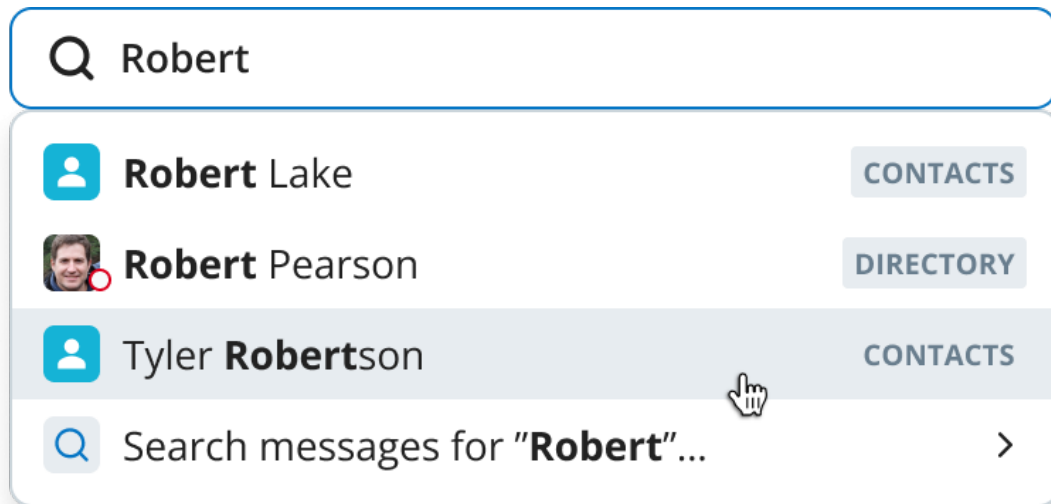 Robert
Robert Lake CONTACTS
Robert Pearson DIRECTORY
Tyler Robertson CONTACTS
Search messages for ”Robert”...